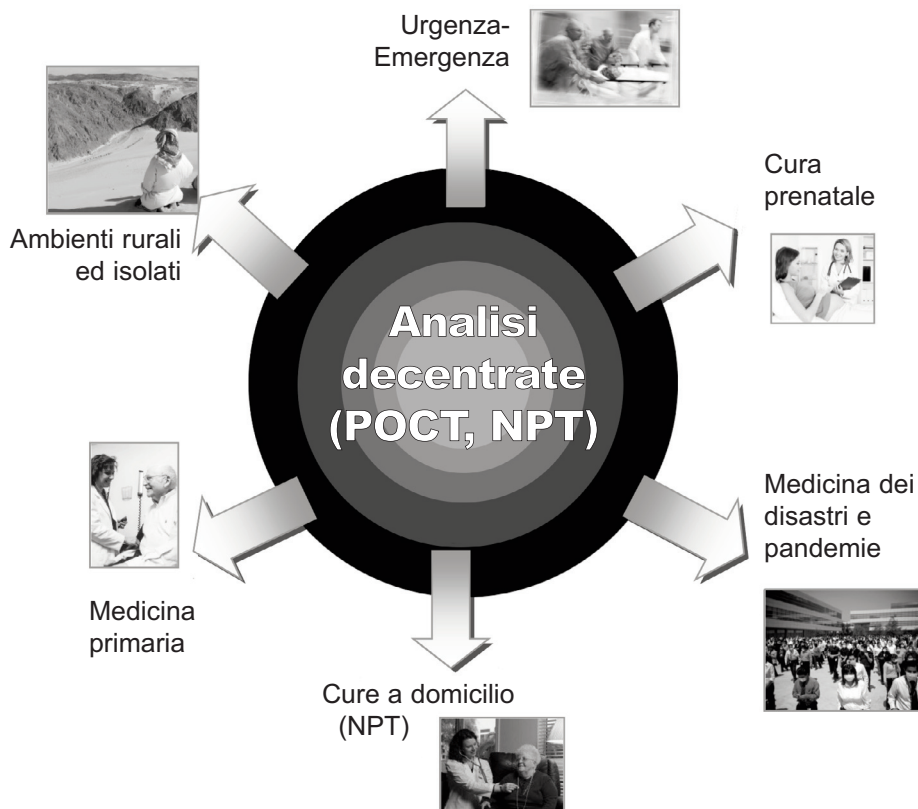 Urgenza-
Emergenza
Cura
prenatale
Ambienti rurali
ed isolati
Analisi
decentrate
(POCT, NPT)
Medicina dei
disastri e
pandemie
Medicina
primaria
Cure a domicilio
(NPT)